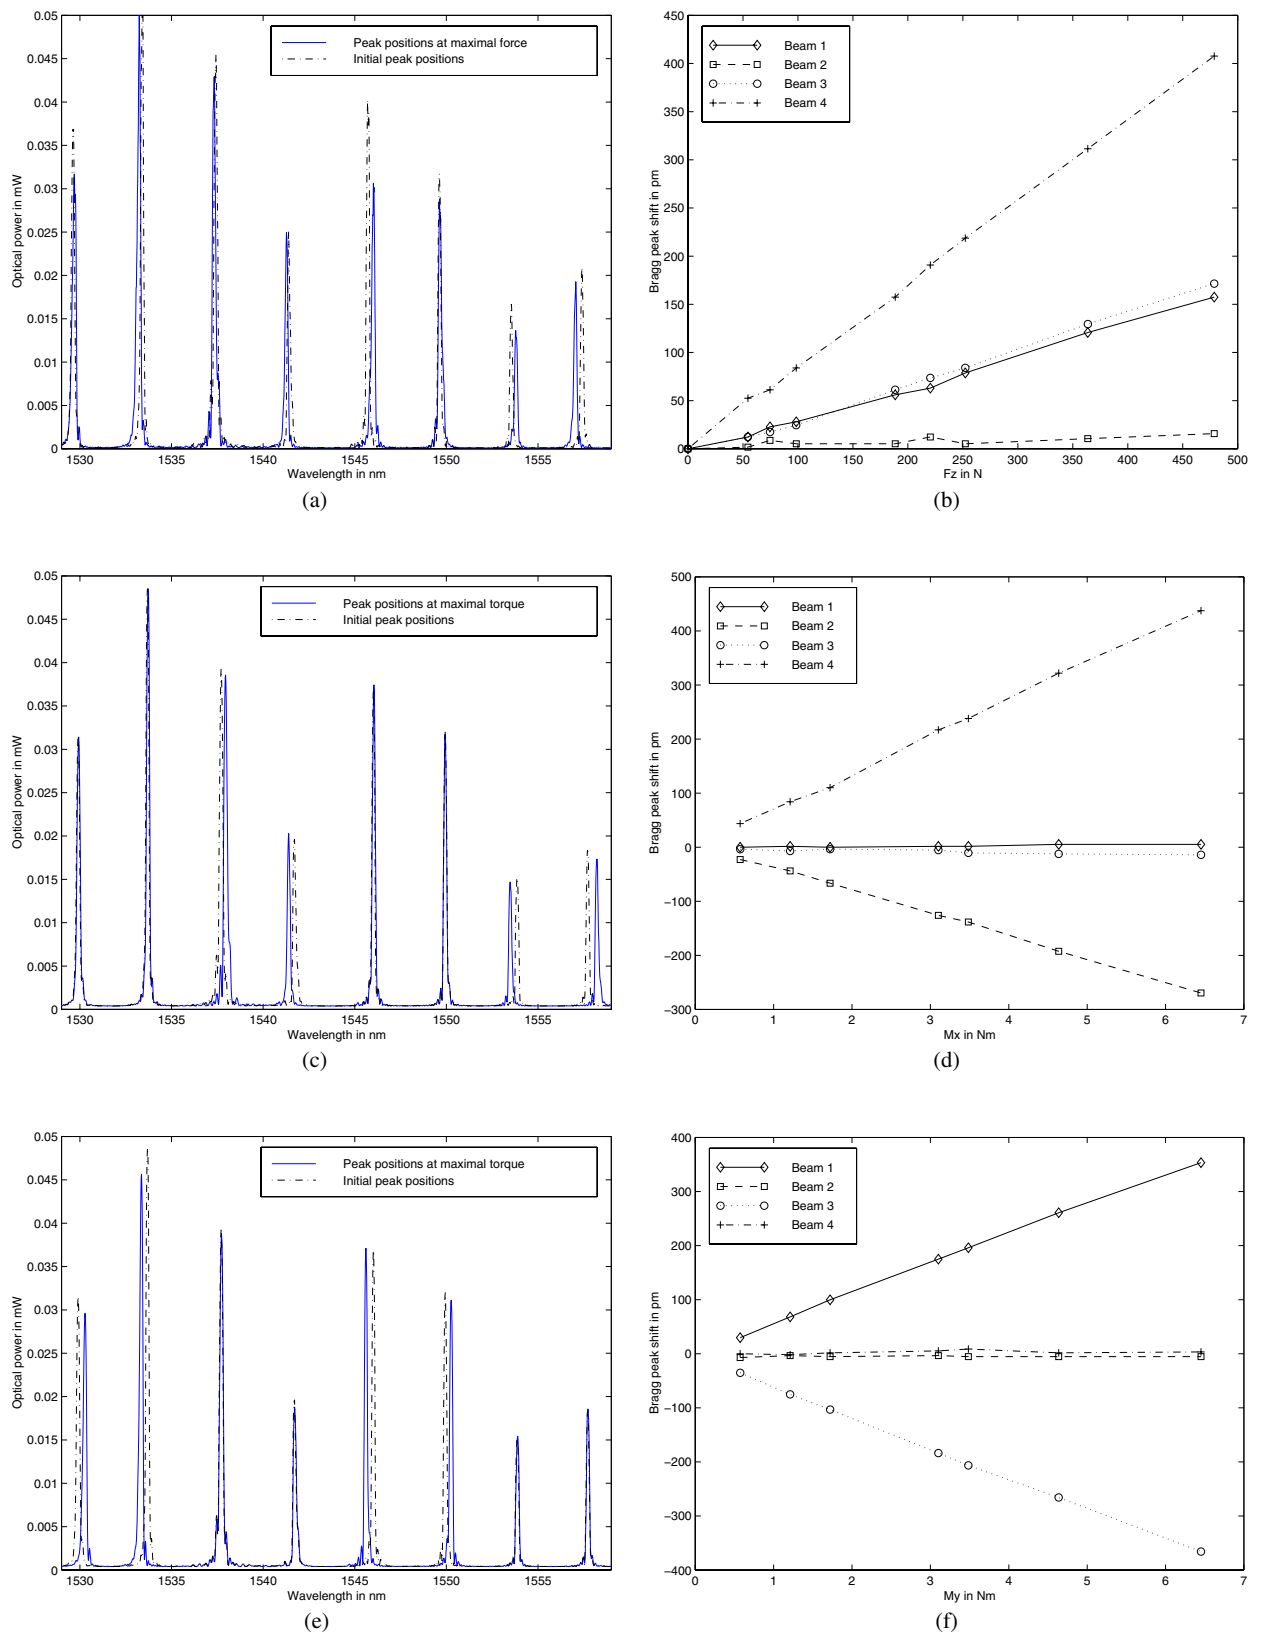 0.05
0.045
0.04
0.035
0.03
0.025
0.02
0.015
0.01
0.005
0
Optical power in mW
Peak positions at maximal force
Initial peak positions
1530 1535 1540 1545 1550 1555
Wavelength in nm
(a)
450
400
350
300
250
200
150
100
50
0
Bragg peak shift in pm
Beam 1
Beam 2
Beam 3
Beam 4
0 50 100 150 200 250 300 350 400 450 500
Fz in N
(b)
0.05
0.045
0.04
0.035
0.03
0.025
0.02
0.015
0.01
0.005
0
Optical power in mW
Peak positions at maximal torque
Initial peak positions
1530 1535 1540 1545 1550 1555
Wavelength in nm
(c)
500
400
300
200
100
0
−100
−200
−300
Bragg peak shift in pm
Beam 1
Beam 2
Beam 3
Beam 4
0 1 2 3 4 5 6 7
Mx in Nm
(d)
0.05
0.045
0.04
0.035
0.03
0.025
0.02
0.015
0.01
0.005
0
Optical power in mW
Peak positions at maximal torque
Initial peak positions
1530 1535 1540 1545 1550 1555
Wavelength in nm
(e)
400
300
200
100
0
−100
−200
−300
−400
Bragg peak shift in pm
Beam 1
Beam 2
Beam 3
Beam 4
0 1 2 3 4 5 6 7
My in Nm
(f)